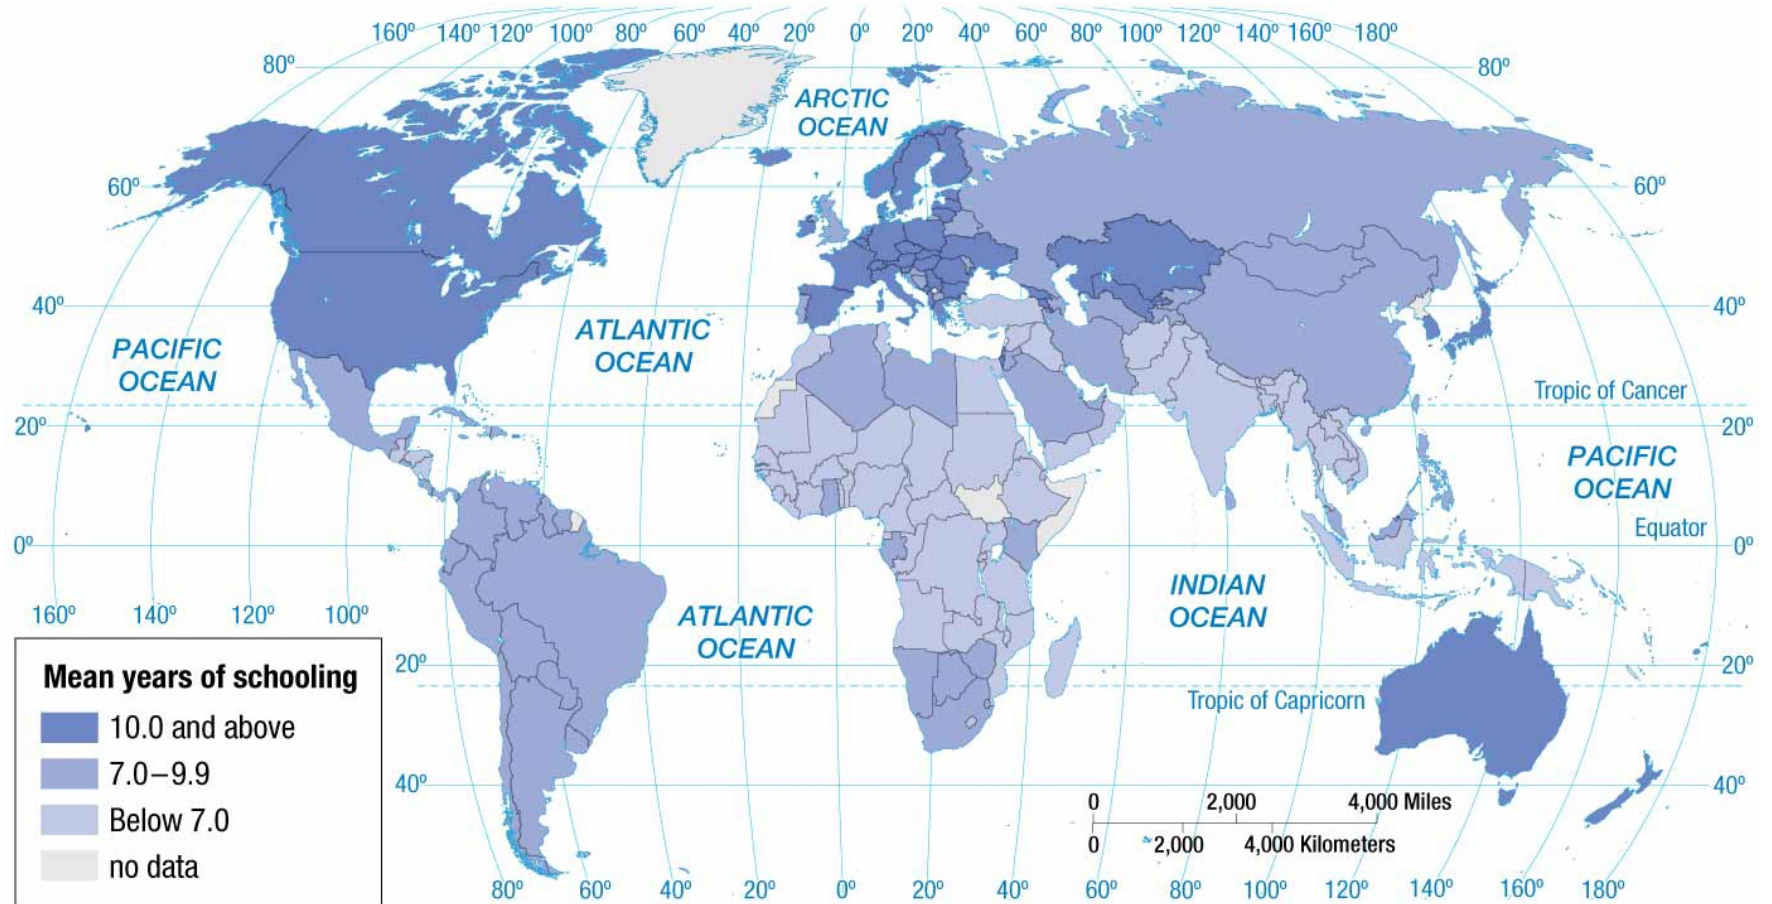 160º 140º 120º 100º 80º 60º 40º 20º 0º 20º 40º 60º 80º 100º 120º 140º 160º 180º
80º 80º
ARCTIC
OCEAN
60º 60º
40º 40º
ATLANTIC
OCEAN
PACIFIC
OCEAN
Tropic of Cancer
20º 20º
PACIFIC
OCEAN
Equator
0º 0º
INDIAN
OCEAN
160º 140º 120º 100º
ATLANTIC
OCEAN
20º 20º
Tropic of Capricorn
40º 40º
Mean years of schooling
10.0 and above
7.0–9.9
Below 7.0
no data
0 2,000 4,000 Miles
0 2,000 4,000 Kilometers
80º 60º 40º 20º 0º 20º 40º 60º 80º 100º 120º 140º 160º 180º